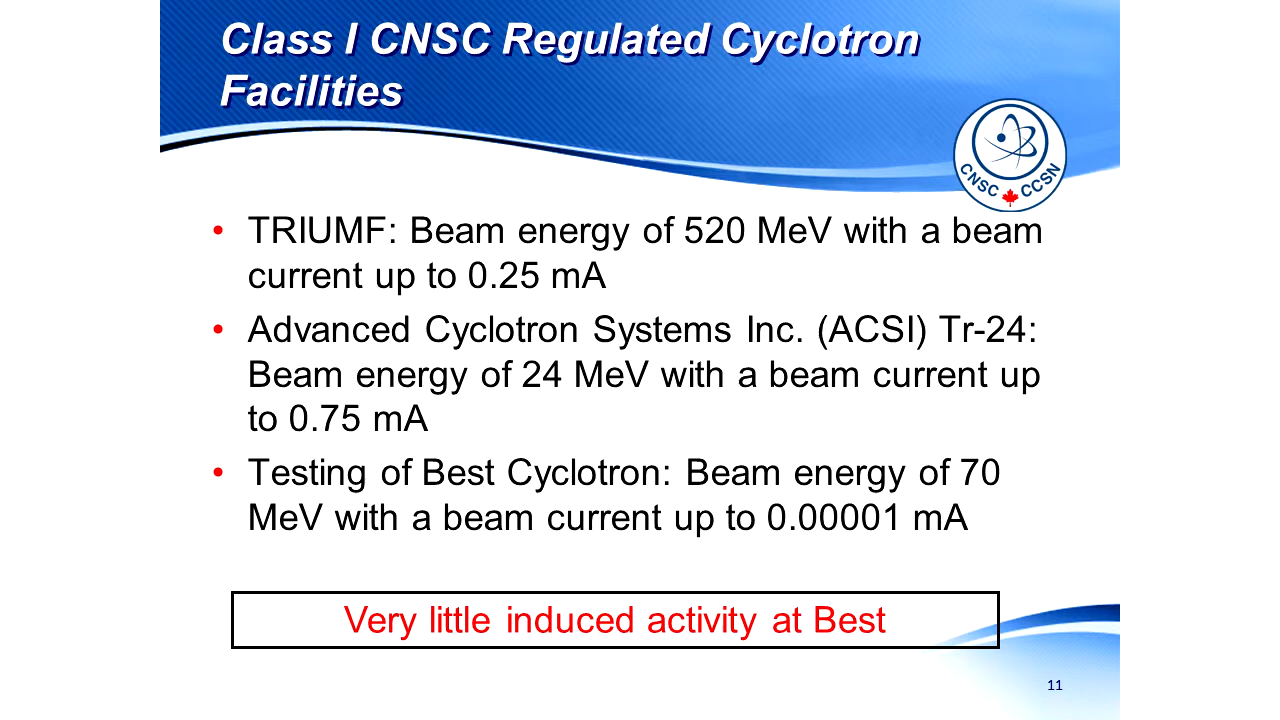 Class I CNSC Regulated Cyclotron
Facilities
CNSC CCSN
• TRIUMF: Beam energy of 520 MeV with a beam
current up to 0.25 mA
• Advanced Cyclotron Systems Inc. (ACSI) Tr-24:
Beam energy of 24 MeV with a beam current up
to 0.75 mA
• Testing of Best Cyclotron: Beam energy of 70
MeV with a beam current up to 0.00001 mA
Very little induced activity at Best
11